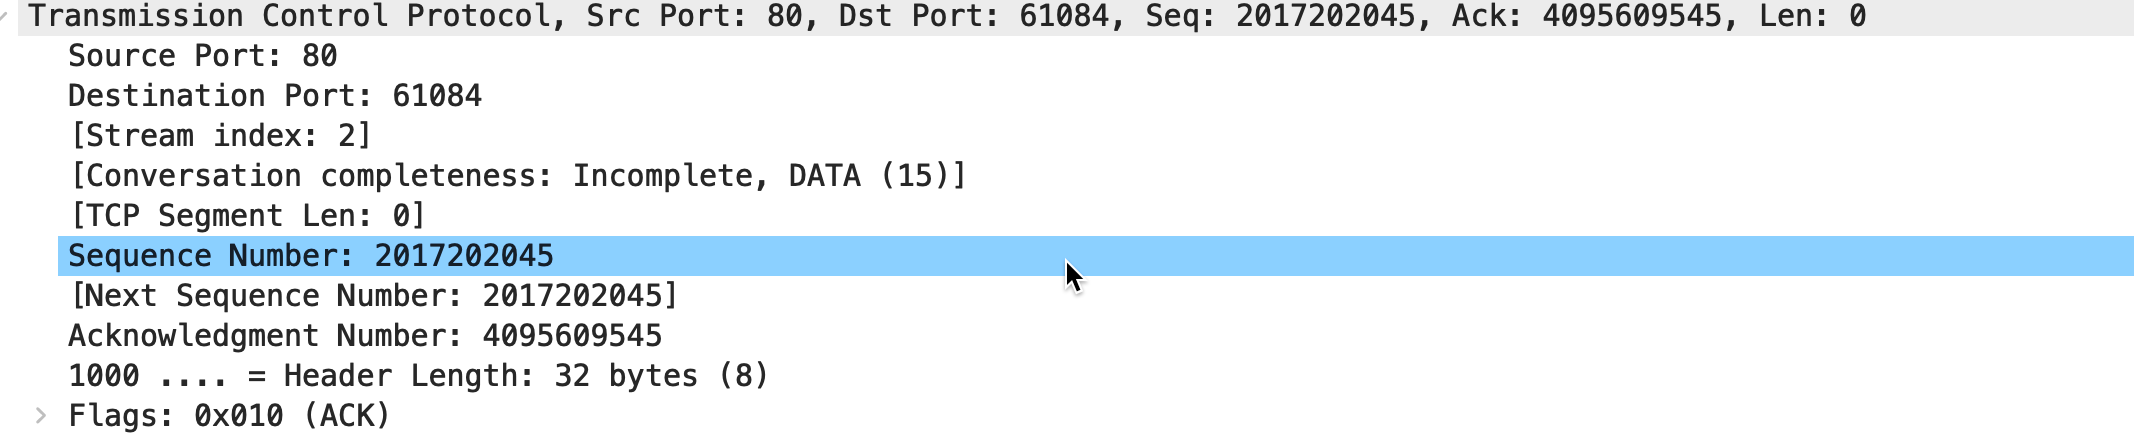 Transmission Control Protocol, Src Port: 80, Dst Port: 61084, Seq: 2017202045, Ack: 4095609545, Len: 0
Source Port: 80
Destination Port: 61084
[Stream index: 2]
[Conversation completeness: Incomplete, DATA (15)]
[TCP Segment Len: 0]
Sequence Number: 2017202045
[Next Sequence Number: 2017202045]
Acknowledgment Number: 4095609545
1000 .... = Header Length: 32 bytes (8)
Flags: 0x010 (ACK)